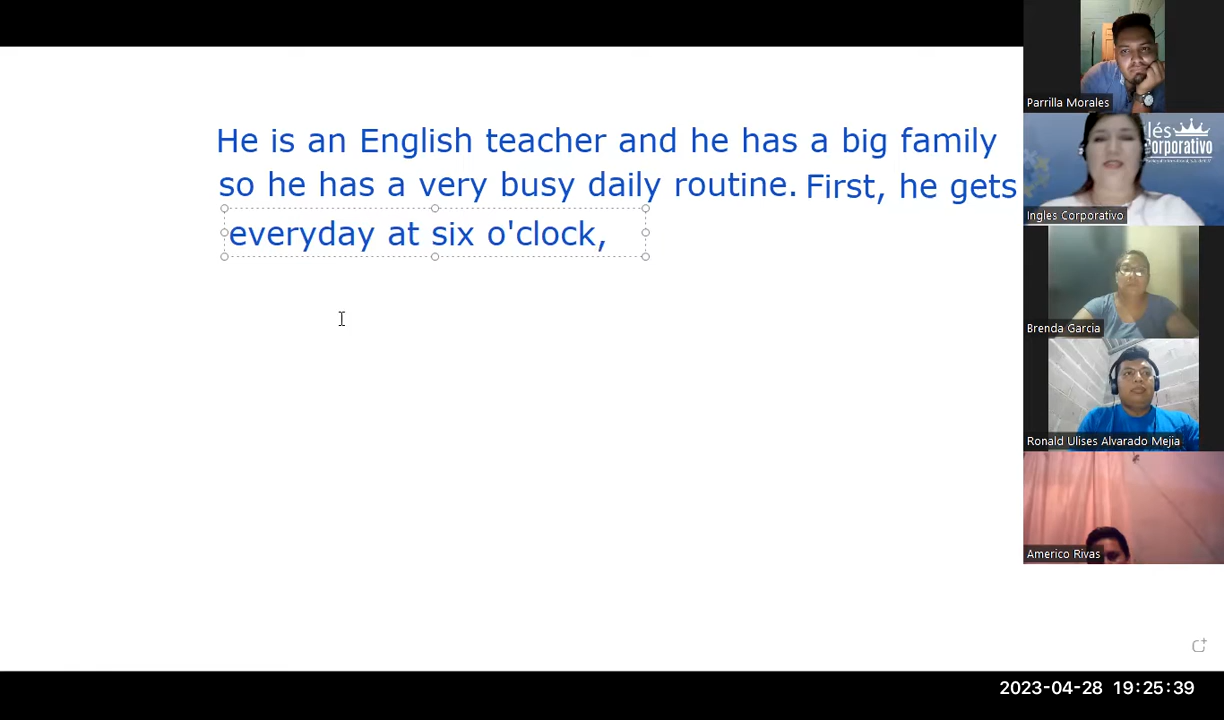 He is an English teacher and he has a big family
so he has a very busy daily routine. First, he gets
everyday at six o'clock,
Parrilla Morales
lés
Corporativo
Ingles Corporativo
Brenda Garcia
Ronald Ulises Alvarado Mejia
Americo Rivas
2023-04-28 19:25:39